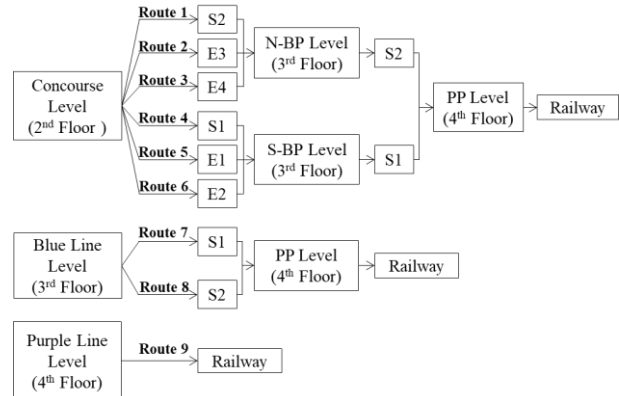 Route 1
S2
Route 2
E3
Route 3
E4
Concourse
Level
(2nd Floor )
Route 4
S1
Route 5
E1
Route 6
E2
N-BP Level
(3rd Floor)
S2
S-BP Level
(3rd Floor)
S1
PP Level
(4th Floor)
Railway
Blue Line
Level
(3rd Floor)
Route 7
S1
Route 8
S2
PP Level
(4th Floor)
Railway
Purple Line
Level
(4th Floor)
Route 9
Railway